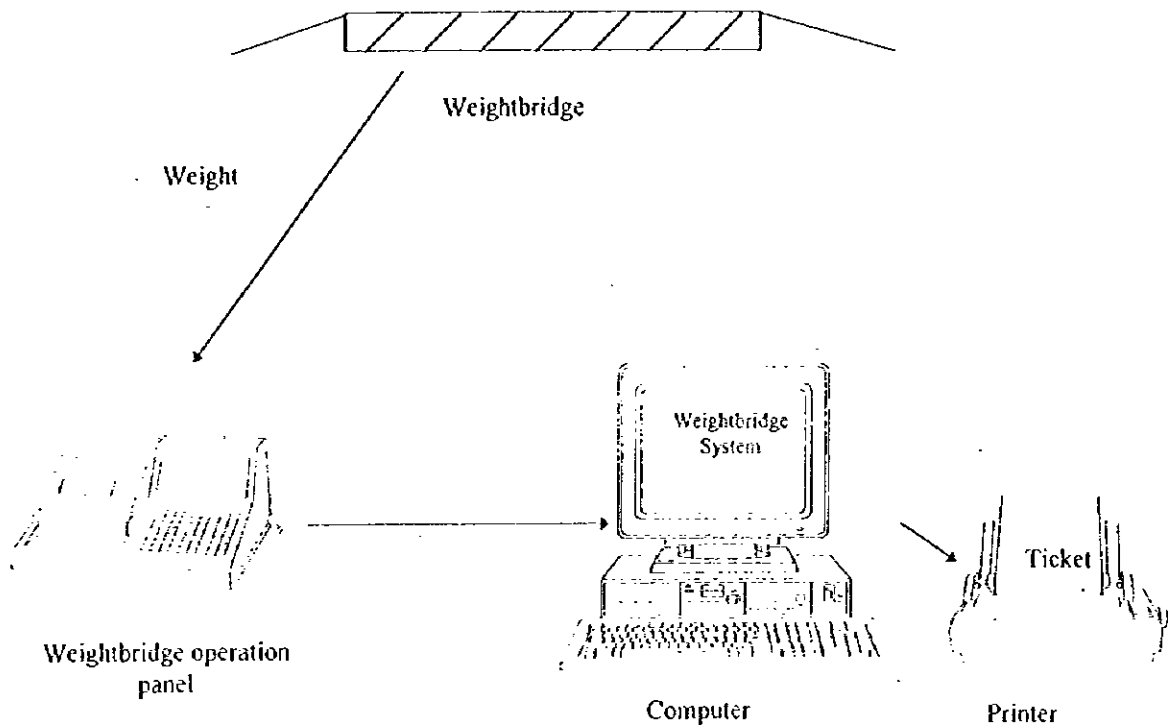 Weightbridge
Weight
Weightbridge
System
Ticket
Weightbridge operation
panel
Computer
Printer